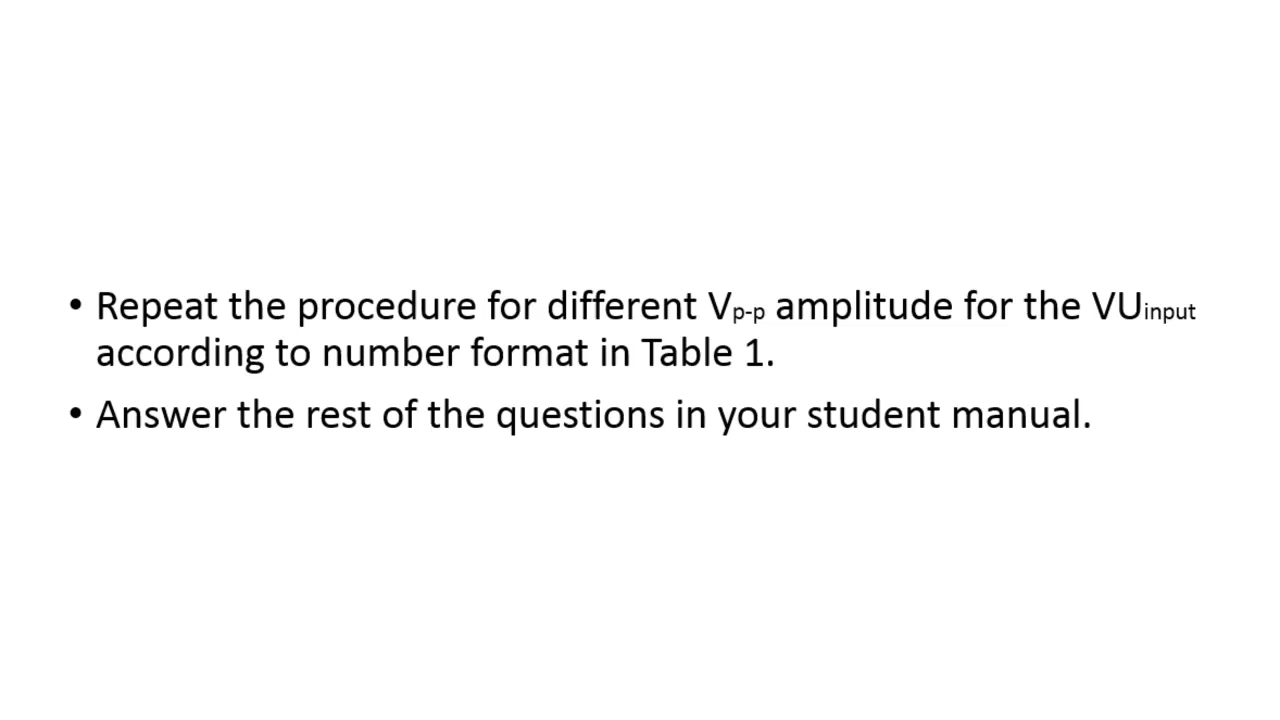 • Repeat the procedure for different Vp-p amplitude for the VUinput
according to number format in Table 1.
• Answer the rest of the questions in your student manual.